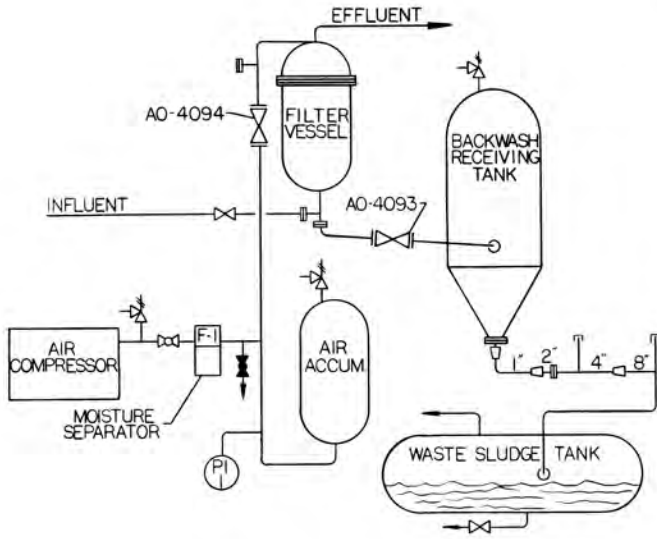 EFFLUENT
AO-4094
FILTER
VESSEL
BACKWASH
RECEIVING
TANK
INFLUENT
AO-4093
F-1
AIR
COMPRESSOR
AIR
ACCUM.
1" 2" 4" 8"
MOISTURE
SEPARATOR
PI
WASTE SLUDGE TANK